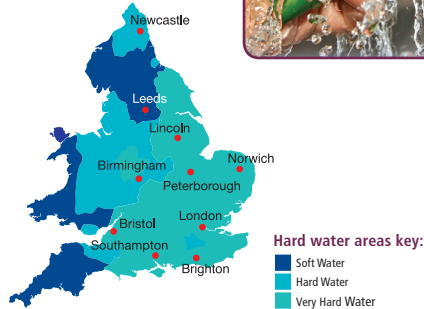 Newcastle
Leeds
Lincoln
Birmingham
Norwich
Peterborough
Bristol
London
Southampton
Brighton
Hard water areas key:
Soft Water
Hard Water
Very Hard Water